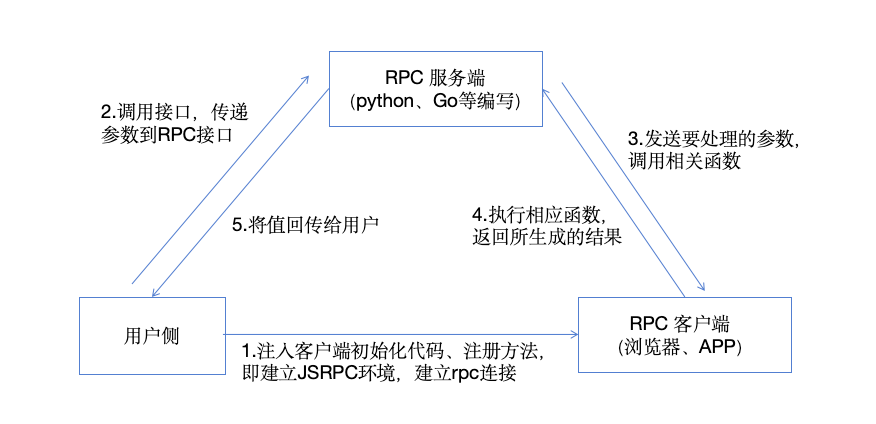 RPC 服务端
(python、Go等编写)
2.调用接口，传递
参数到RPC接口
3.发送要处理的参数，
调用相关函数
4.执行相应函数，
返回所生成的结果
5.将值回传给用户
用户侧
RPC 客户端
(浏览器、APP)
1.注入客户端初始化代码、注册方法，
即建立JSRPC环境，建立rpc连接